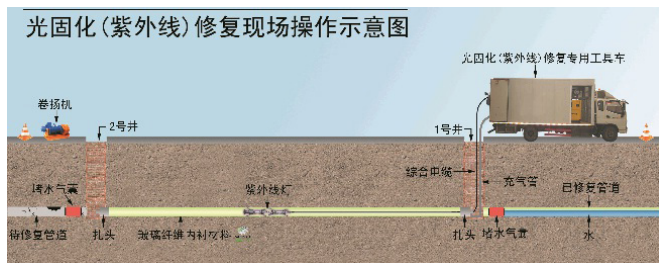 光固化(紫外线)修复现场操作示意图
光固化(紫外线)修复专用工具车
卷扬机
2号井
1号井
综合电缆
充气管
堵水气囊
紫外线灯
已修复管道
待修复管道
扎头
玻璃纤维内衬材料
扎头
堵水气囊
水